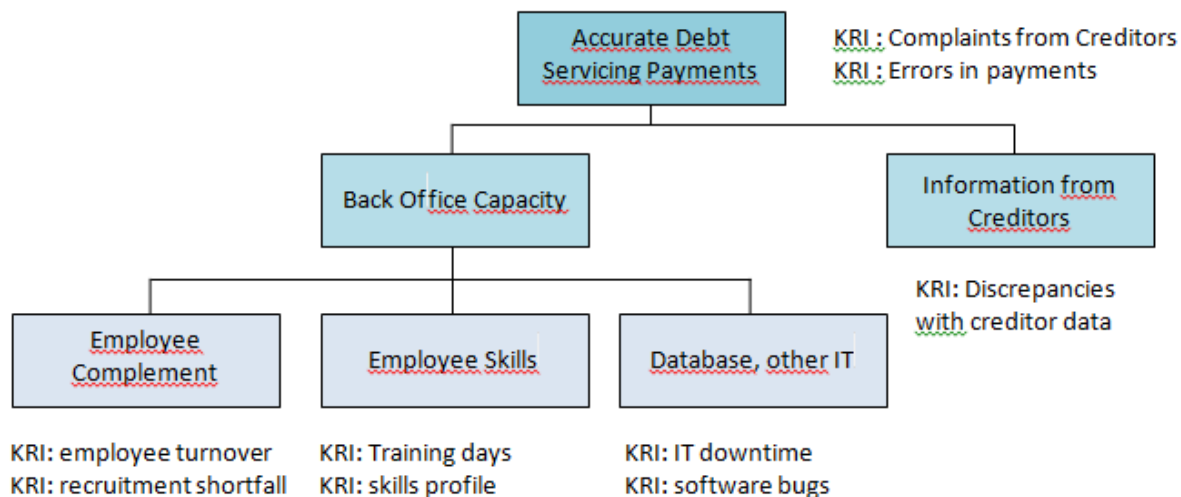 Accurate Debt
Servicing Payments
KRI : Complaints from Creditors
KRI : Errors in payments
Back Office Capacity
Information from
Creditors
KRI: Discrepancies
with creditor data
Employee
Complement
Employee Skills
Database, other IT
KRI: employee turnover
KRI: recruitment shortfall
KRI: Training days
KRI: skills profile
KRI: IT downtime
KRI: software bugs